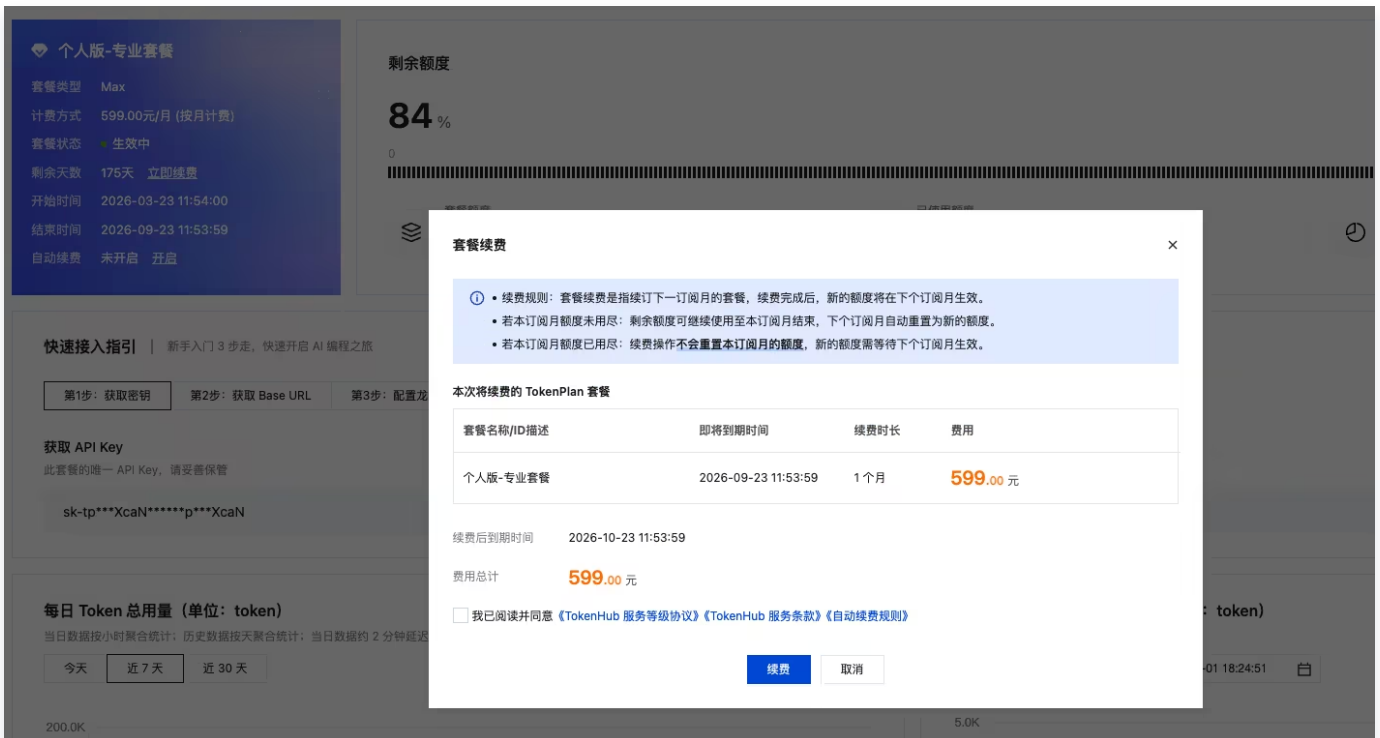 个人版-专业套餐
套餐类型 Max
计费方式 599.00元/月 (按月计费)
套餐状态 生效中
剩余天数 175天 立即续费
开始时间 2026-03-23 11:54:00
结束时间 2026-09-23 11:53:59
自动续费 未开启 开启
剩余额度
84 %
0
套餐续费
• 续费规则：套餐续费是指续订下一订阅月的套餐，续费完成后，新的额度将在下个订阅月生效。
• 若本订阅月额度未用尽：剩余额度可继续使用至本订阅月结束，下个订阅月自动重置为新的额度。
• 若本订阅月额度已用尽：续费操作不会重置本订阅月的额度，新的额度需等待下个订阅月生效。
本次将续费的 TokenPlan 套餐
套餐名称/ID描述 即将到期时间 续费时长 费用
个人版-专业套餐 2026-09-23 11:53:59 1 个月 599.00 元
续费后到期时间 2026-10-23 11:53:59
费用总计 599.00 元
我已阅读并同意《TokenHub 服务等级协议》《TokenHub 服务条款》《自动续费规则》
续费 取消
快速接入指引 | 新手入门 3 步走，快速开启 AI 编程之旅
第1步：获取密钥 第2步：获取 Base URL 第3步：配置龙
获取 API Key
此套餐的唯一 API Key，请妥善保管
sk-tp***XcaN******p***XcaN
每日 Token 总用量（单位：token）
当日数据按小时聚合统计；历史数据按天聚合统计；当日数据约 2 分钟延迟
今天 近 7 天 近 30 天
200.0K
：token）
-01 18:24:51
5.0K